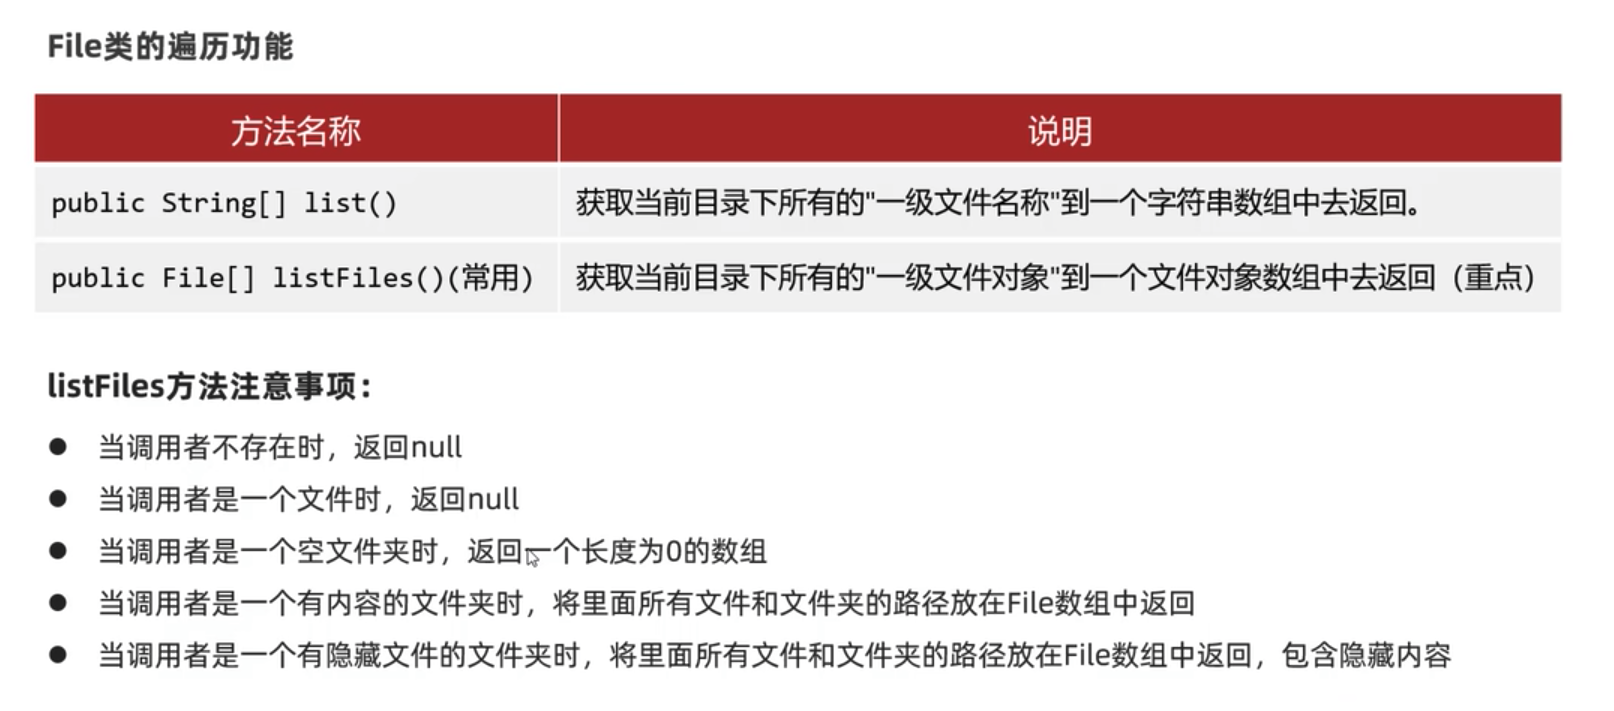 File类的遍历功能
方法名称 说明
public String[] list() 获取当前目录下所有的"一级文件名称"到一个字符串数组中去返回。
public File[] listFiles()(常用) 获取当前目录下所有的"一级文件对象"到一个文件对象数组中去返回（重点）
listFiles方法注意事项：
● 当调用者不存在时，返回null
● 当调用者是一个文件时，返回null
● 当调用者是一个空文件夹时，返回一个长度为0的数组
● 当调用者是一个有内容的文件夹时，将里面所有文件和文件夹的路径放在File数组中返回
● 当调用者是一个有隐藏文件的文件夹时，将里面所有文件和文件夹的路径放在File数组中返回，包含隐藏内容